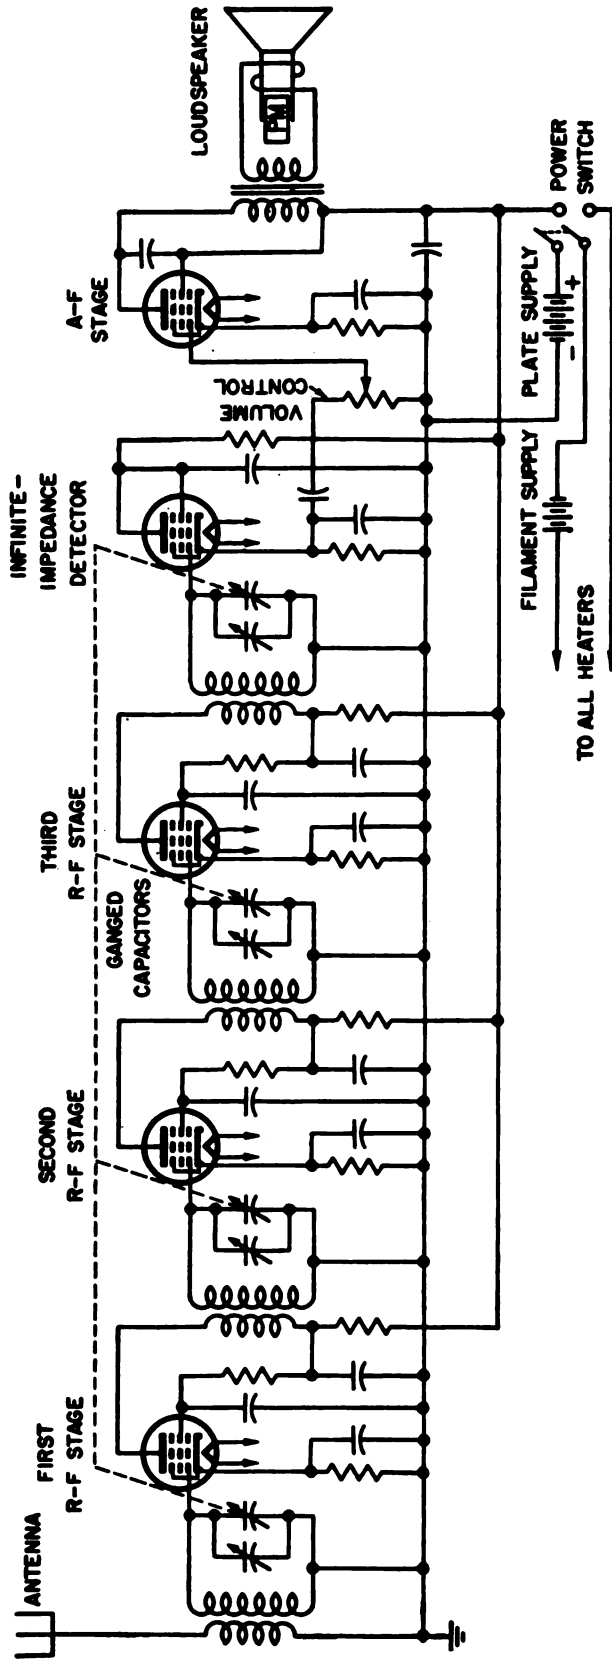 ANTENNA
FIRST
R-F STAGE
SECOND
R-F STAGE
GANGED
CAPACITORS
THIRD
R-F STAGE
INFINITE-
IMPEDANCE
DETECTOR
VOLUME
CONTROL
A-F
STAGE
LOUDSPEAKER
PM
TO ALL HEATERS
FILAMENT SUPPLY
PLATE SUPPLY
- +
POWER
SWITCH